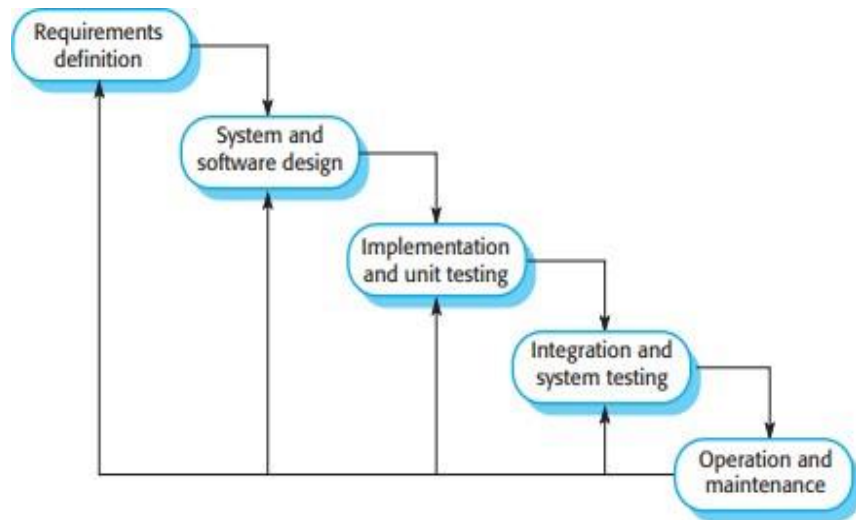 Requirements
definition
System and
software design
Implementation
and unit testing
Integration and
system testing
Operation and
maintenance